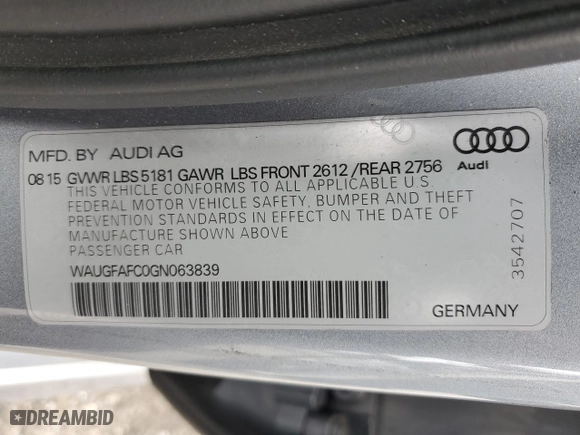 MFD. BY AUDI AG
08 15 GVWR LBS 5181 GAWR LBS FRONT 2612 /REAR 2756
THIS VEHICLE CONFORMS TO ALL APPLICABLE U.S
FEDERAL MOTOR VEHICLE SAFETY, BUMPER AND THEFT
PREVENTION STANDARDS IN EFFECT ON THE DATE OF
MANUFACTURE SHOWN ABOVE
PASSENGER CAR
WAUGFAFC0GN063839
Audi
3542707
GERMANY
DREAMBID